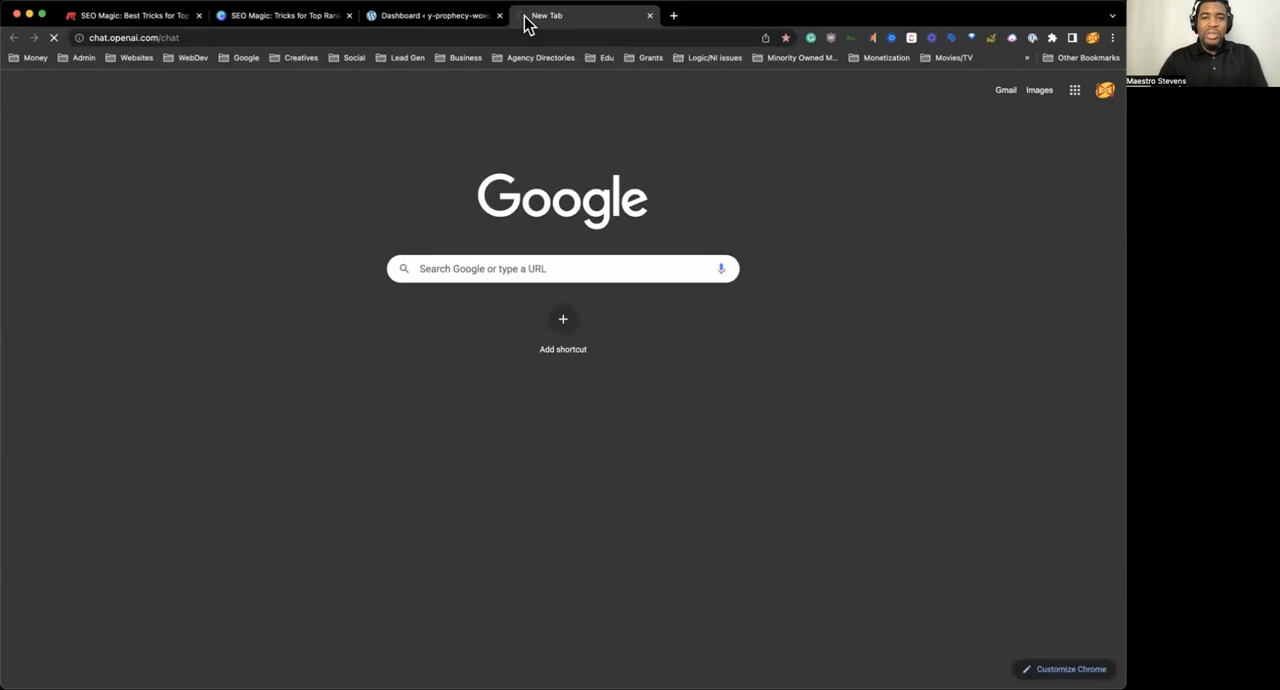 SEO Magic: Best Tricks for Top
SEO Magic: Tricks for Top Ran
Dashboard ‹ y-prophecy-wox
New Tab
chat.openai.com/chat
Money
Admin
Websites
WebDev
Google
Creatives
Social
Lead Gen
Business
Agency Directories
Edu
Grants
Logic/NI issues
Minority Owned M...
Monetization
Movies/TV
»
Other Bookmarks
Maestro Stevens
Gmail
Images
Google
Search Google or type a URL
Add shortcut
Customize Chrome